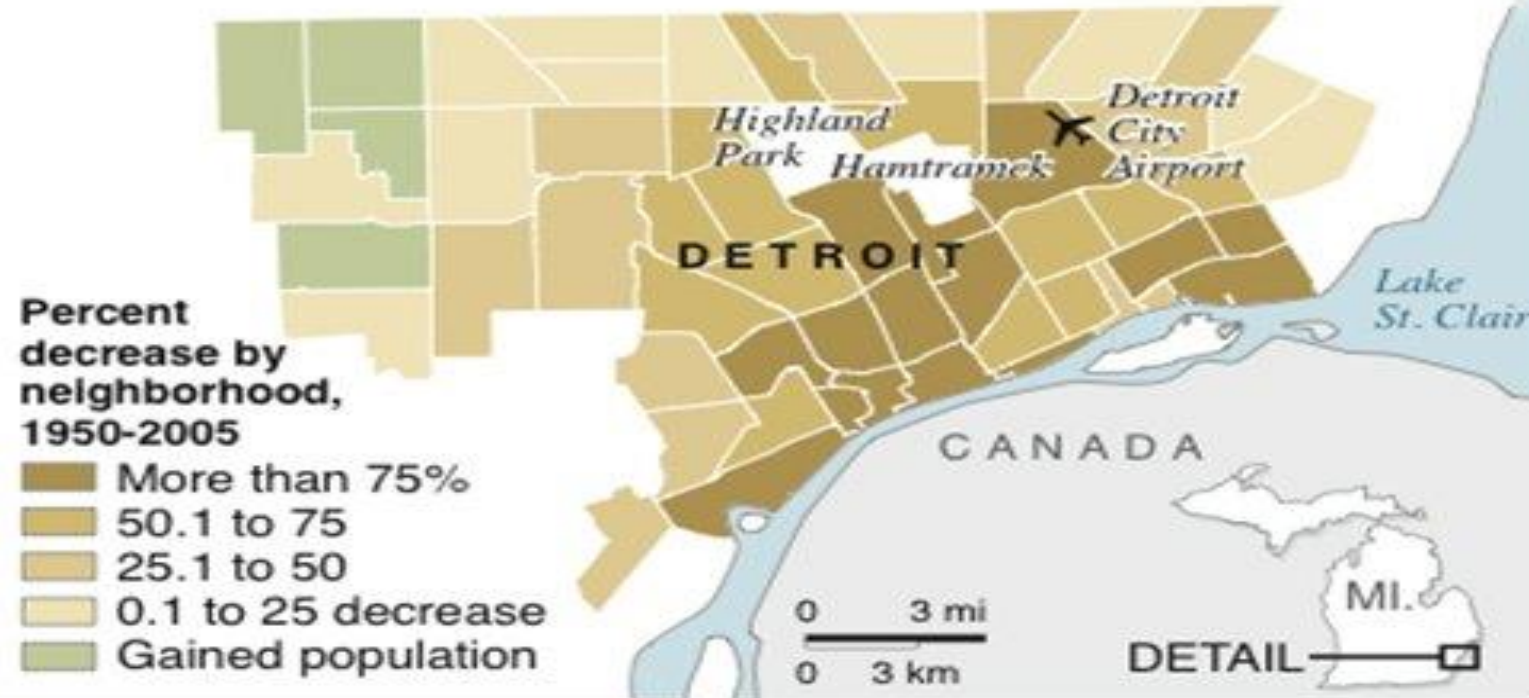 Highland
Park
Hamtramck
Detroit
City
Airport
DETROIT
Lake
St. Clair
Percent
decrease by
neighborhood,
1950-2005
More than 75%
50.1 to 75
25.1 to 50
0.1 to 25 decrease
Gained population
CANADA
0 3 mi
0 3 km
MI.
DETAIL